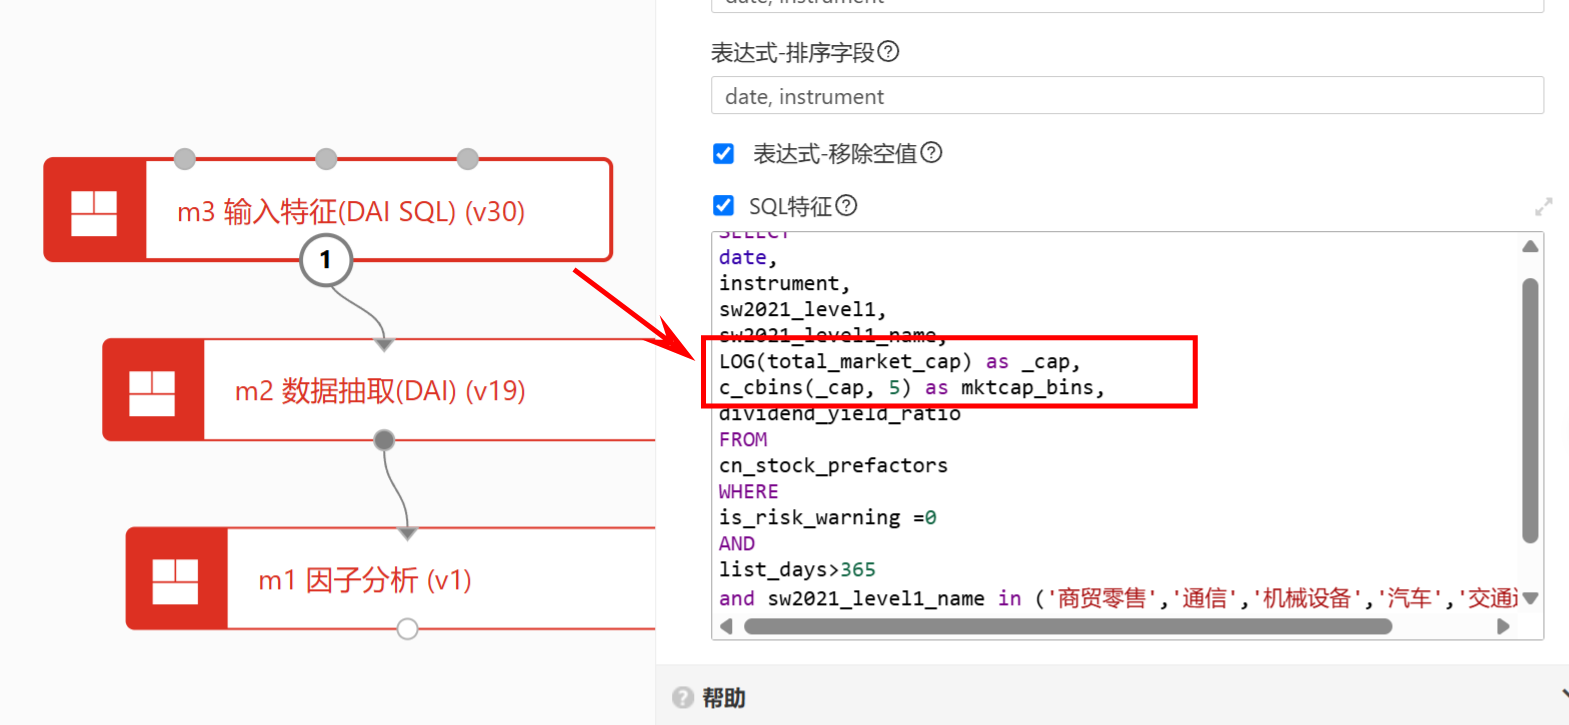 date, instrument
表达式-排序字段?
date, instrument
表达式-移除空值?
SQL特征?
SELECT
date,
instrument,
sw2021_level1,
sw2021_level1_name,
LOG(total_market_cap) as _cap,
c_cbins(_cap, 5) as mktcap_bins,
dividend_yield_ratio
FROM
cn_stock_prefactors
WHERE
is_risk_warning =0
AND
list_days>365
and sw2021_level1_name in ('商贸零售','通信','机械设备','汽车','交通
m3 输入特征(DAI SQL) (v30)
1
m2 数据抽取(DAI) (v19)
m1 因子分析 (v1)
? 帮助